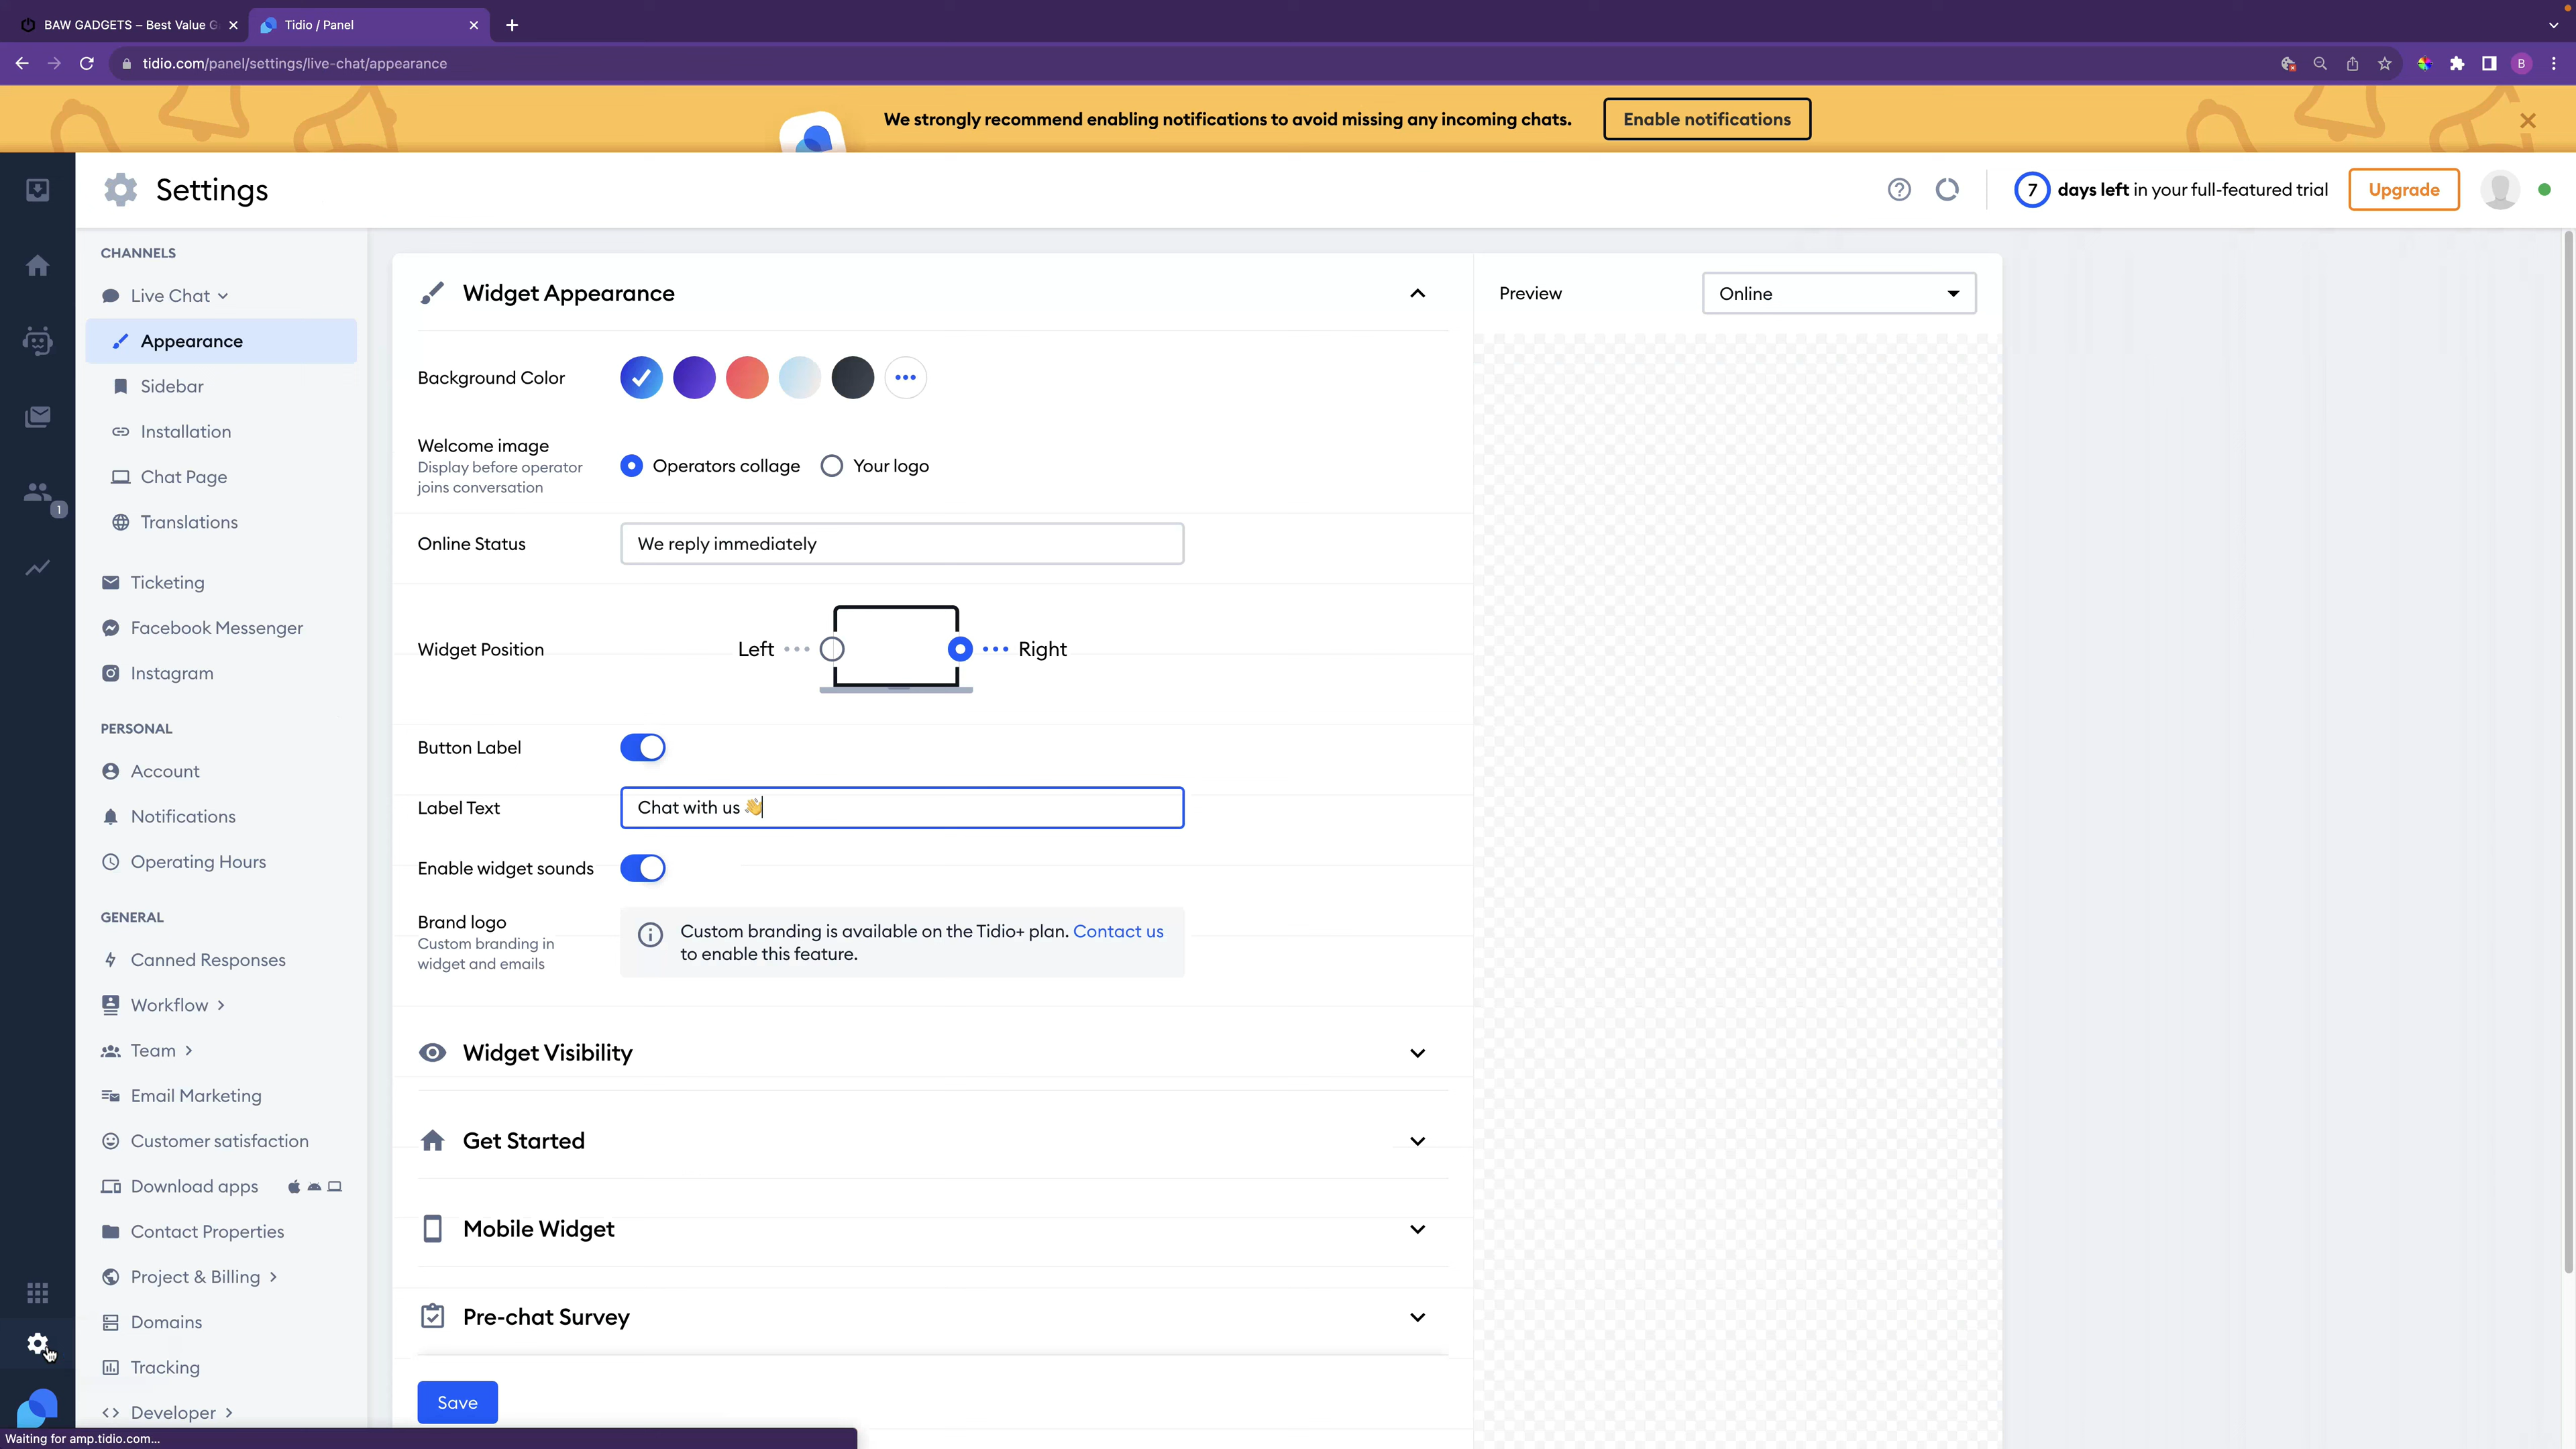 BAW GADGETS – Best Value G
Tidio / Panel
tidio.com/panel/settings/live-chat/appearance
B
We strongly recommend enabling notifications to avoid missing any incoming chats.
Enable notifications
Settings
7 days left in your full-featured trial
Upgrade
CHANNELS
Live Chat
Appearance
Sidebar
Installation
Chat Page
Translations
Ticketing
Facebook Messenger
Instagram
PERSONAL
Account
Notifications
Operating Hours
GENERAL
Canned Responses
Workflow
Team
Email Marketing
Customer satisfaction
Download apps
Contact Properties
Project & Billing
Domains
Tracking
Developer
1
Widget Appearance
Background Color
Welcome image
Display before operator
joins conversation
Operators collage
Your logo
Online Status
We reply immediately
Widget Position
Left
Right
Button Label
Label Text
Chat with us 👋
Enable widget sounds
Brand logo
Custom branding in
widget and emails
Custom branding is available on the Tidio+ plan. Contact us
to enable this feature.
Widget Visibility
Get Started
Mobile Widget
Pre-chat Survey
Save
Preview
Online
Waiting for amp.tidio.com...